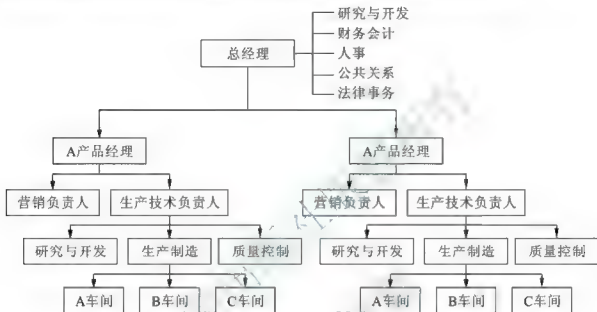 研究与开发
财务会计
总经理
人事
公共关系
法律事务
A产品经理 A产品经理
营销负责人 生产技术负责人 营销负责人 生产技术负责人
研究与开发 生产制造 质量控制 研究与开发 生产制造 质量控制
A车间 B车间 C车间 A车间 B车间 C车间